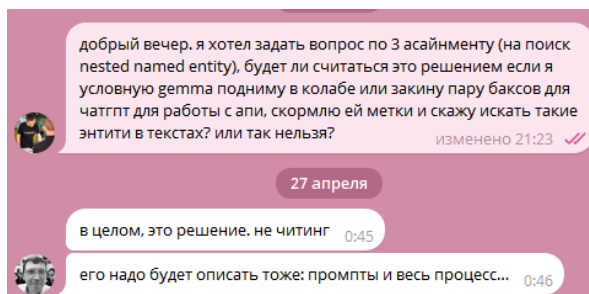 добрый вечер. я хотел задать вопрос по 3 асайнменту (на поиск
nested named entity), будет ли считаться это решением если я
условную gemma подниму в колабе или закину пару баксов для
чатгпт для работы с апи, скормлю ей метки и скажу искать такие
энтити в текстах? или так нельзя?
изменено 21:23
27 апреля
в целом, это решение. не читинг 0:45
его надо будет описать тоже: промпты и весь процесс... 0:46